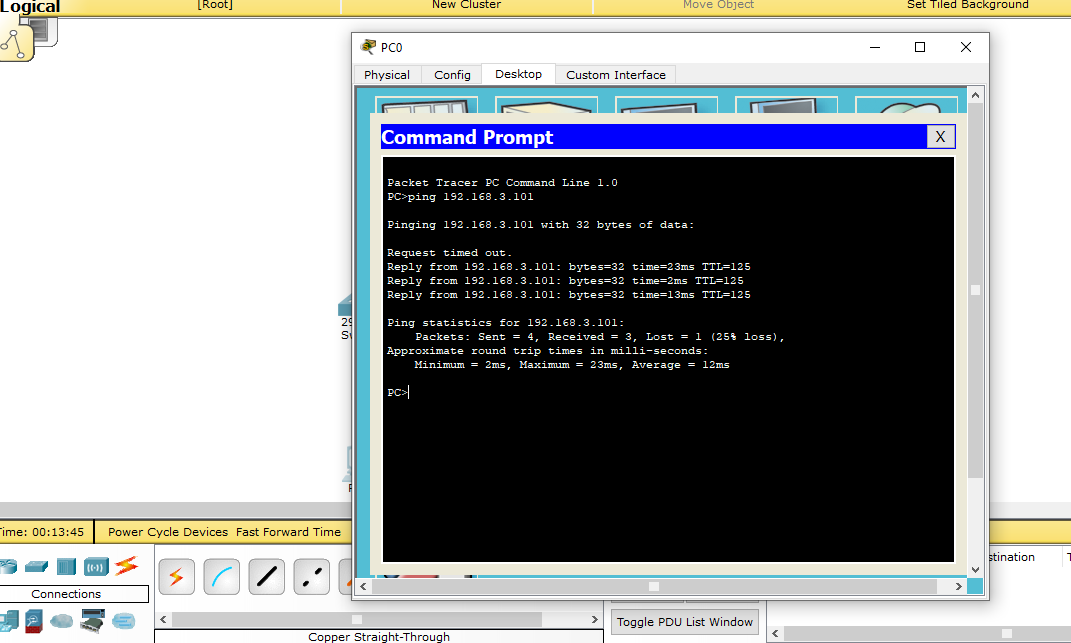 Logical
[Root]
New Cluster
Move Object
Set Tiled Background
PC0
Physical
Config
Desktop
Custom Interface
Command Prompt
X
Packet Tracer PC Command Line 1.0
PC>ping 192.168.3.101
Pinging 192.168.3.101 with 32 bytes of data:
Request timed out.
Reply from 192.168.3.101: bytes=32 time=23ms TTL=125
Reply from 192.168.3.101: bytes=32 time=2ms TTL=125
Reply from 192.168.3.101: bytes=32 time=13ms TTL=125
Ping statistics for 192.168.3.101:
Packets: Sent = 4, Received = 3, Lost = 1 (25% loss),
Approximate round trip times in milli-seconds:
Minimum = 2ms, Maximum = 23ms, Average = 12ms
PC>
Time: 00:13:45
Power Cycle Devices
Fast Forward Time
Connections
Copper Straight-Through
Toggle PDU List Window
stination